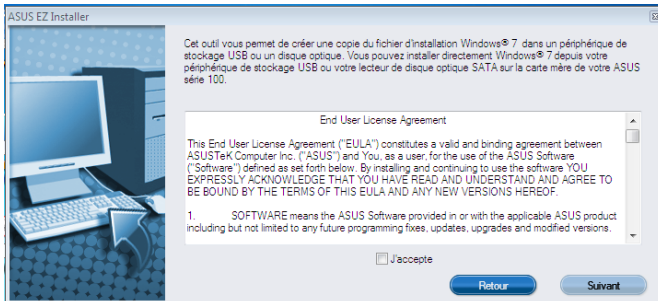 ASUS EZ Installer
Cet outil vous permet de créer une copie du fichier d'installation Windows® 7 dans un périphérique de
stockage USB ou un disque optique. Vous pouvez installer directement Windows® 7 depuis votre
périphérique de stockage USB ou votre lecteur de disque optique SATA sur la carte mère de votre ASUS
série 100.
End User License Agreement
This End User License Agreement ("EULA") constitutes a valid and binding agreement between
ASUSTeK Computer Inc. ("ASUS") and You, as a user, for the use of the ASUS Software
("Software") defined as set forth below. By installing and continuing to use the software YOU
EXPRESSLY ACKNOWLEDGE THAT YOU HAVE READ AND UNDERSTAND AND AGREE TO
BE BOUND BY THE TERMS OF THIS EULA AND ANY NEW VERSIONS HEREOF.
1. SOFTWARE means the ASUS Software provided in or with the applicable ASUS product
including but not limited to any future programming fixes, updates, upgrades and modified versions.
J'accepte
Retour Suivant